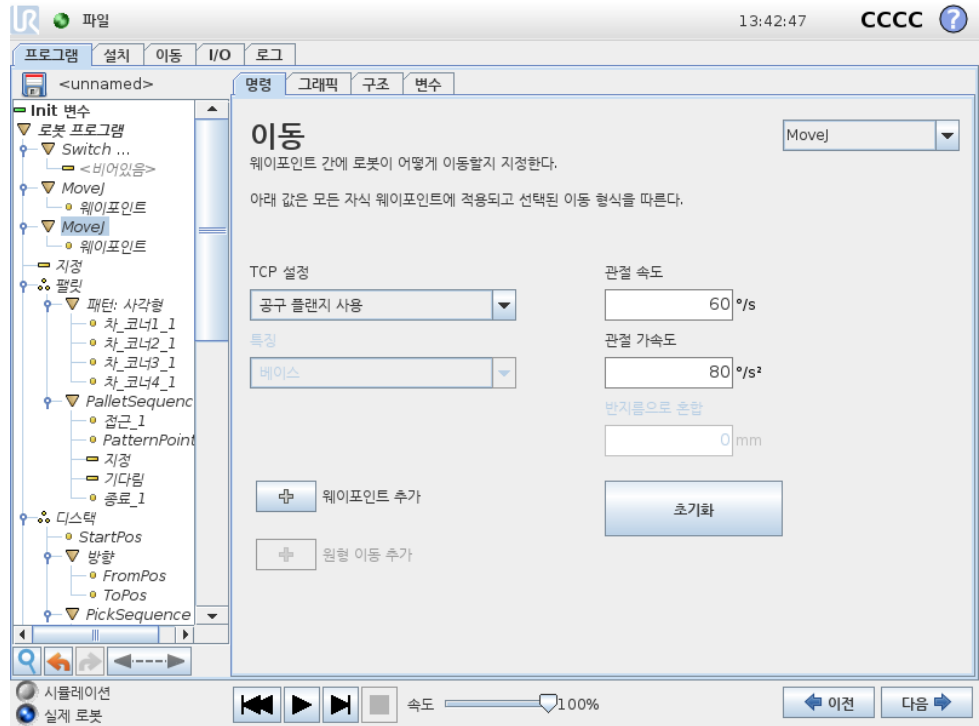 UR 파일 13:42:47 CCCC ?
프로그램 설치 이동 I/O 로그
<unnamed>
명령 그래픽 구조 변수
Init 변수
로봇 프로그램
Switch ...
<비어있음>
MoveJ
웨이포인트
MoveJ
웨이포인트
지정
팔릿
패턴: 사각형
차_코너1_1
차_코너2_1
차_코너3_1
차_코너4_1
PalletSequenc
접근_1
PatternPoint
지정
기다림
종료_1
디스택
StartPos
방향
FromPos
ToPos
PickSequence
이동
MoveJ
웨이포인트 간에 로봇이 어떻게 이동할지 지정한다.
아래 값은 모든 자식 웨이포인트에 적용되고 선택된 이동 형식을 따른다.
TCP 설정
공구 플랜지 사용
특징
베이스
관절 속도
60 °/s
관절 가속도
80 °/s²
반지름으로 혼합
0 mm
웨이포인트 추가
원형 이동 추가
초기화
시뮬레이션
실제 로봇
속도 100%
이전 다음